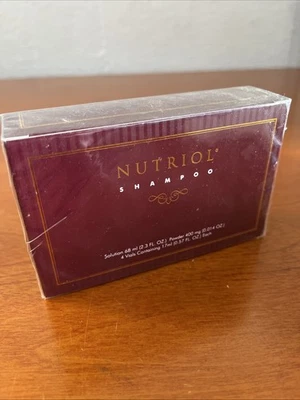 NUTRIOL®
SHAMPOO
Solution 68 ml (2.3 FL. OZ) Powder 400 mg (0.014 OZ)
4 Vials Containing 17ml (0.57 FL. OZ) Each